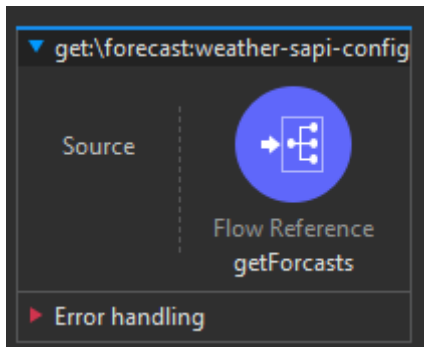 get:\forecast:weather-sapi-config
Source
Flow Reference
getForcasts
Error handling